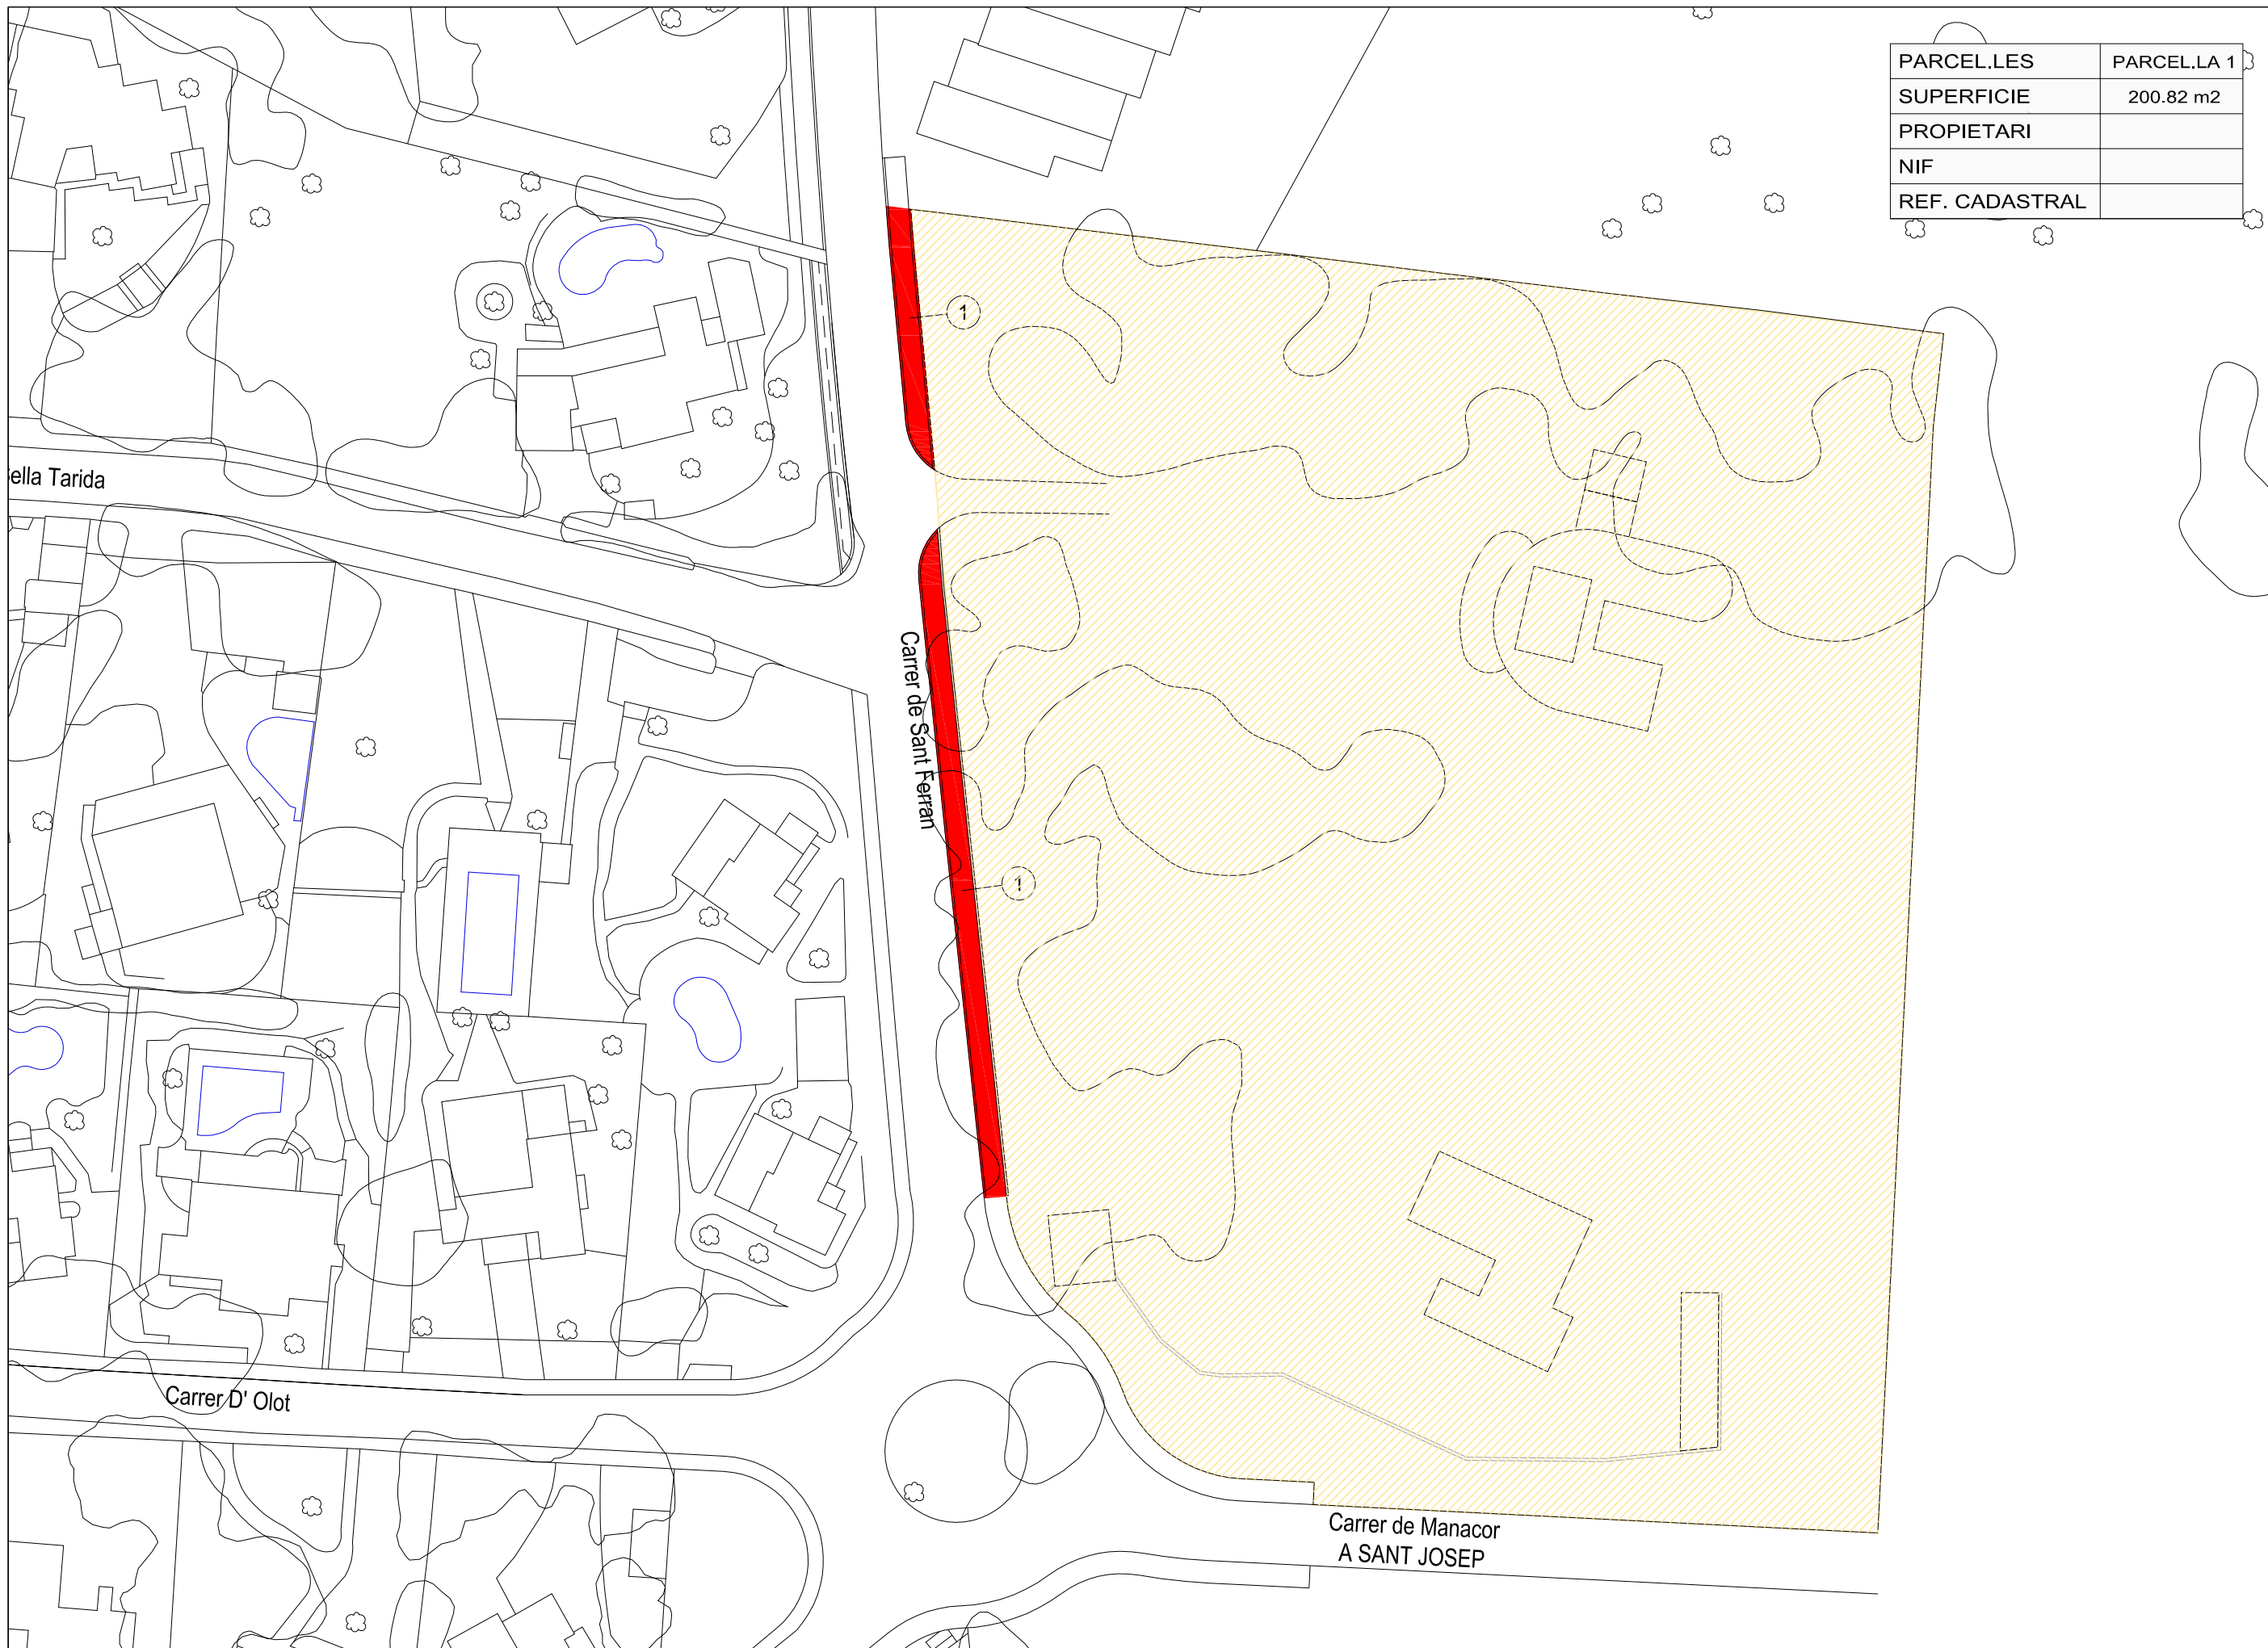 PARCEL.LES PARCEL.LA 1
SUPERFICIE 200.82 m2
PROPIETARI
NIF
REF. CADASTRAL
1
ella Tarida
Carrer de Sant Ferran
1
Carrer D' Olot
Carrer de Manacor
A SANT JOSEP